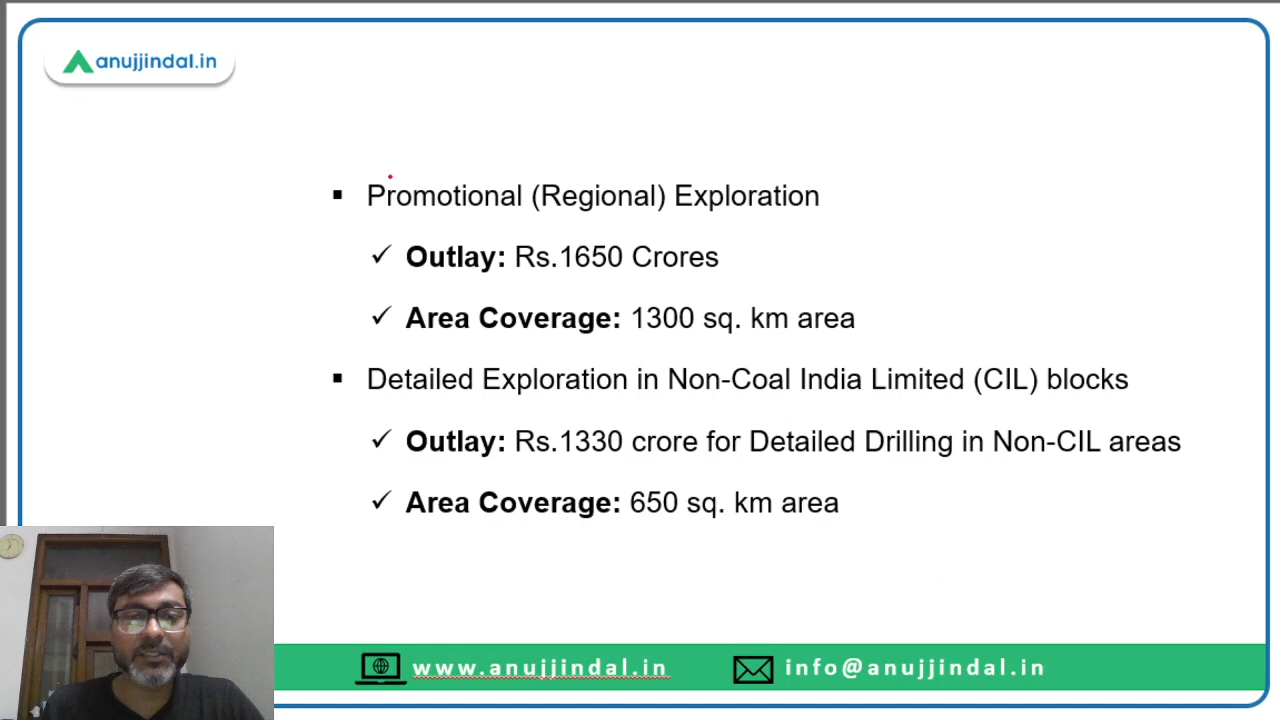 anujjindal.in
▪ Promotional (Regional) Exploration
✓ Outlay: Rs.1650 Crores
✓ Area Coverage: 1300 sq. km area
▪ Detailed Exploration in Non-Coal India Limited (CIL) blocks
✓ Outlay: Rs.1330 crore for Detailed Drilling in Non-CIL areas
✓ Area Coverage: 650 sq. km area
www.anujjindal.in info@anujjindal.in